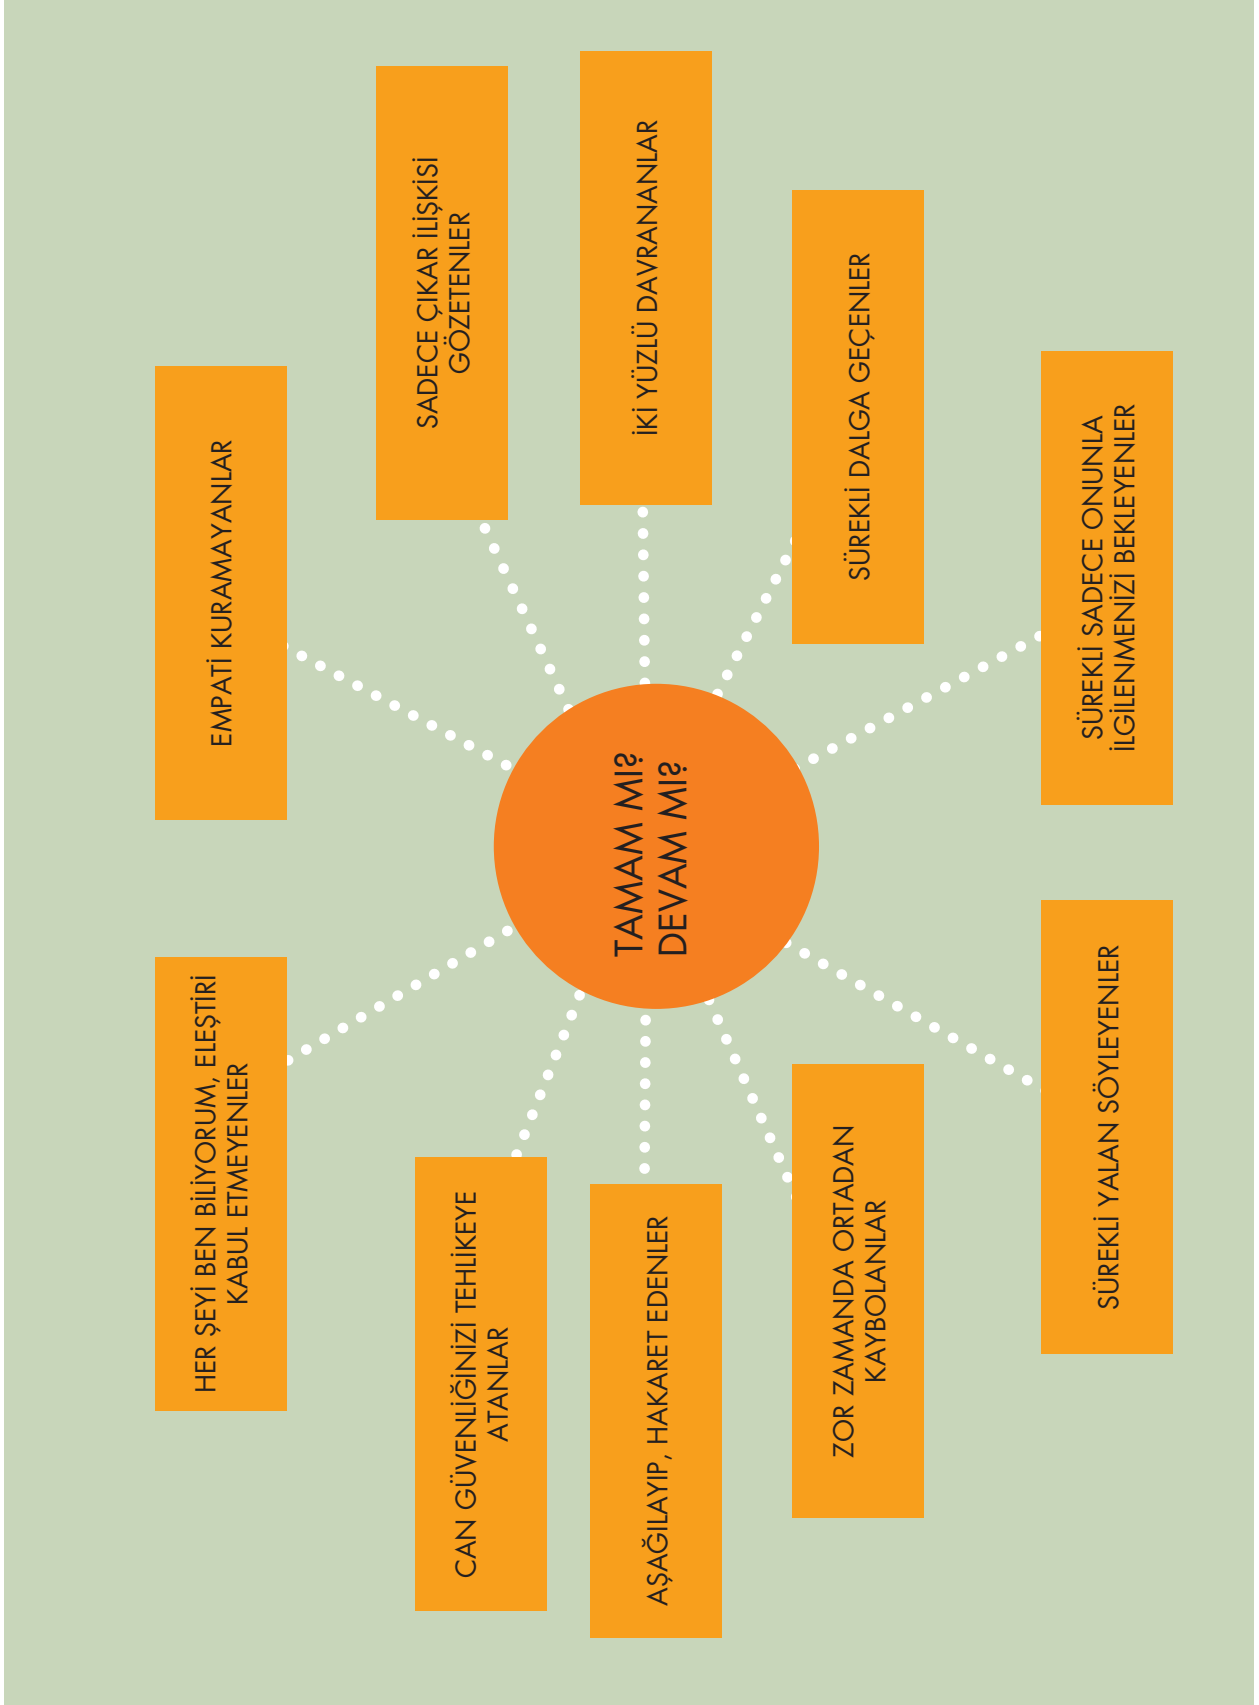 HER ŞEYİ BEN BİLİYORUM, ELEŞTİRİ
KABUL ETMEYENLER
EMPATİ KURAMAYANLAR
CAN GÜVENLİĞİNİZİ TEHLİKEYE
ATANLAR
SADECE ÇIKAR İLİŞKİSİ
GÖZETENLER
AŞAĞILAYIP, HAKARET EDENLER
TAMAM MI?
DEVAM MI?
İKİ YÜZLÜ DAVRANANLAR
ZOR ZAMANDA ORTADAN
KAYBOLANLAR
SÜREKLİ DALGA GEÇENLER
SÜREKLİ YALAN SÖYLEYENLER
SÜREKLİ SADECE ONUNLA
İLGİLENMENİZİ BEKLEYENLER